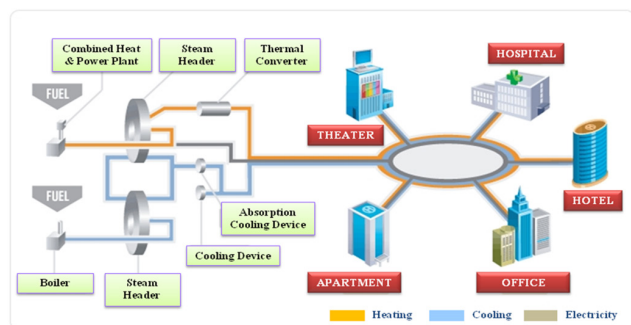 Combined Heat
& Power Plant
Steam
Header
Thermal
Converter
HOSPITAL
FUEL
THEATER
HOTEL
FUEL
Absorption
Cooling Device
Cooling Device
Boiler
Steam
Header
APARTMENT
OFFICE
Heating
Cooling
Electricity